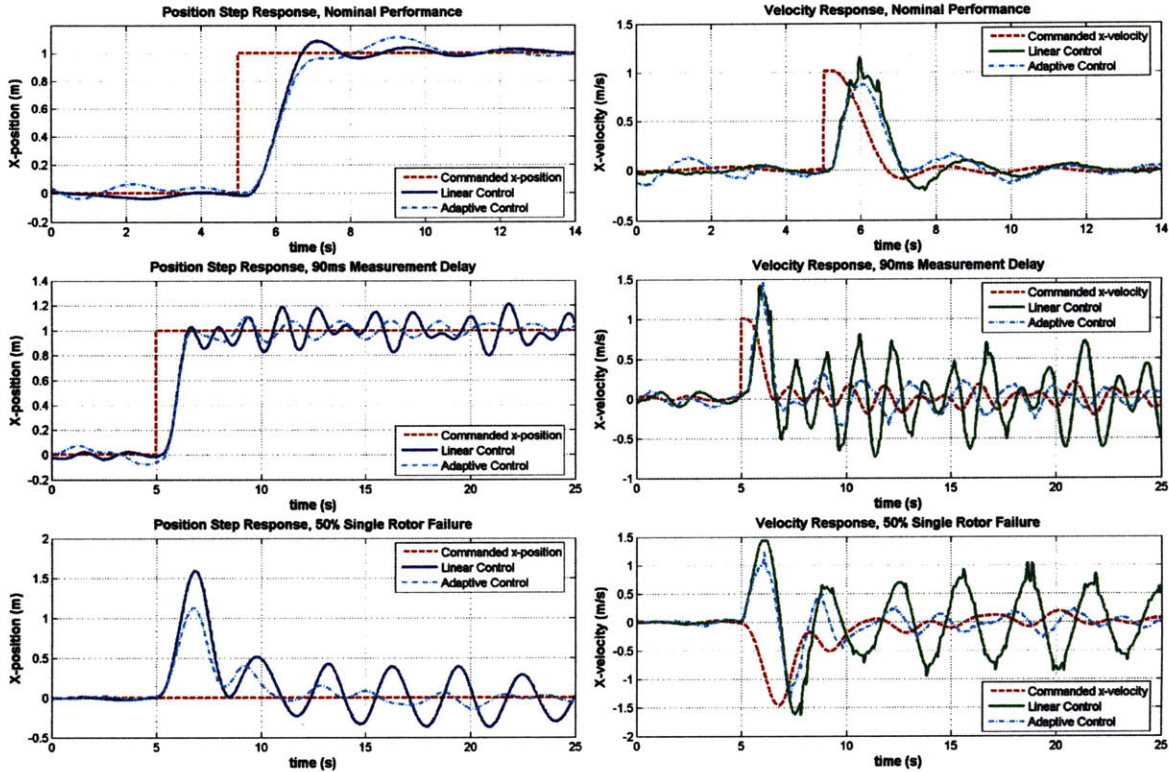 Position Step Response, Nominal Performance
X-position (m)
1
0.8
0.6
0.4
0.2
0
-0.2
0 2 4 6 8 10 12 14
time (s)
Commanded x-position
Linear Control
Adaptive Control
Velocity Response, Nominal Performance
X-velocity (m/s)
1.5
1
0.5
0
-0.5
0 2 4 6 8 10 12 14
time (s)
Commanded x-velocity
Linear Control
Adaptive Control
Position Step Response, 90ms Measurement Delay
X-position (m)
1.4
1.2
1
0.8
0.6
0.4
0.2
0
-0.2
0 5 10 15 20 25
time (s)
Commanded x-position
Linear Control
Adaptive Control
Velocity Response, 90ms Measurement Delay
X-velocity (m/s)
1.5
1
0.5
0
-0.5
-1
0 5 10 15 20 25
time (s)
Commanded x-velocity
Linear Control
Adaptive Control
Position Step Response, 50% Single Rotor Failure
X-position (m)
2
1.5
1
0.5
0
-0.5
0 5 10 15 20 25
time (s)
Commanded x-position
Linear Control
Adaptive Control
Velocity Response, 50% Single Rotor Failure
X-velocity (m/s)
1.5
1
0.5
0
-0.5
-1
-1.5
-2
0 5 10 15 20 25
time (s)
Commanded x-velocity
Linear Control
Adaptive Control